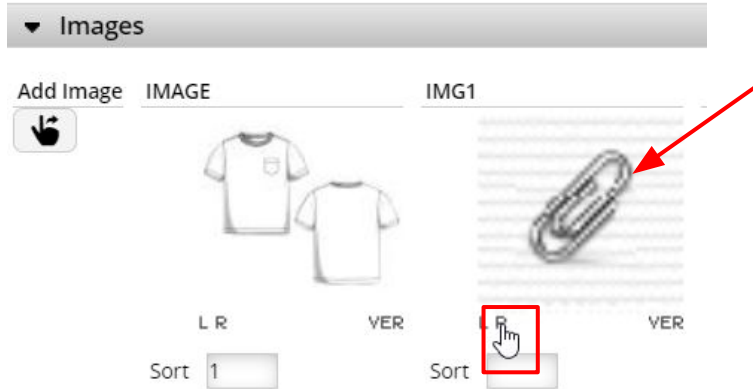 Images
Add Image IMAGE IMG1
L R VER L R VER
Sort 1 Sort